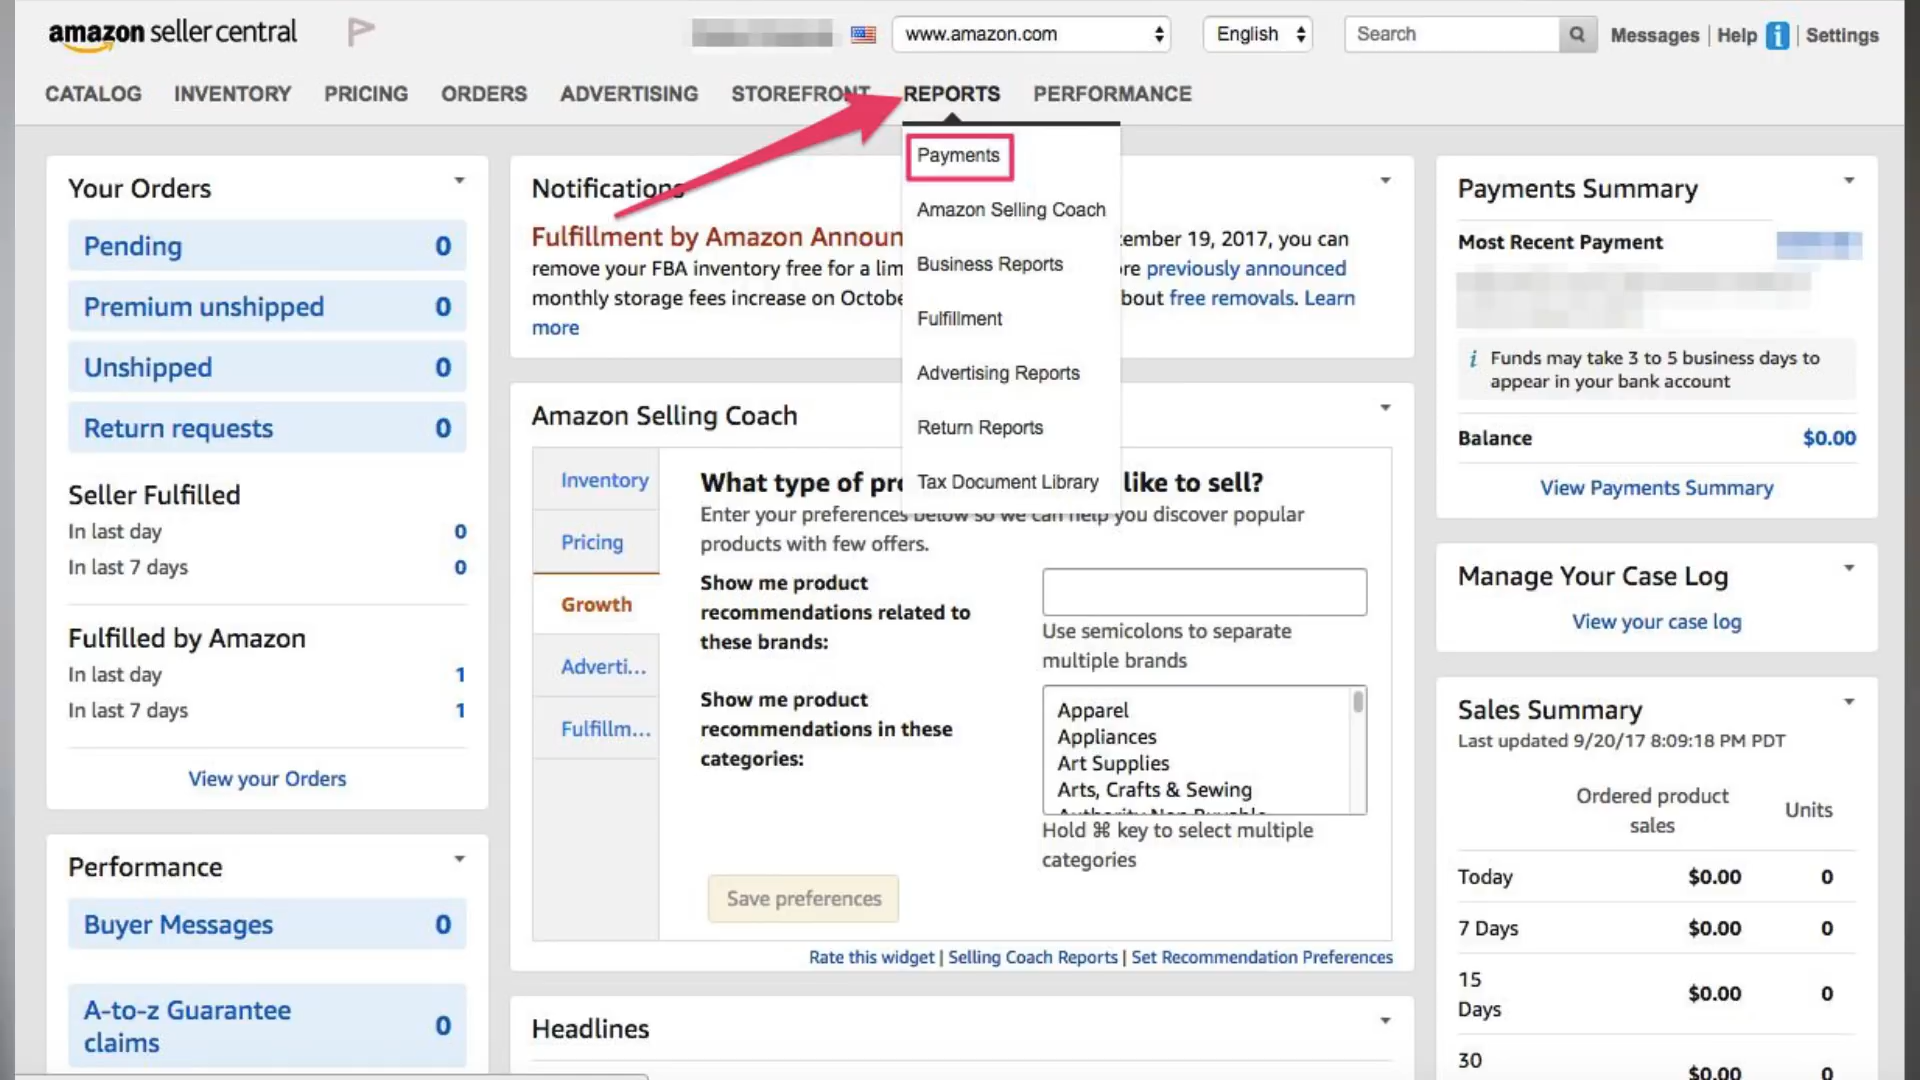 amazon seller central
www.amazon.com
English
Search
Messages | Help i | Settings
CATALOG INVENTORY PRICING ORDERS ADVERTISING STOREFRONT REPORTS PERFORMANCE
Payments
Amazon Selling Coach
Business Reports
Fulfillment
Advertising Reports
Return Reports
Tax Document Library
Your Orders
Pending 0
Premium unshipped 0
Unshipped 0
Return requests 0
Seller Fulfilled
In last day 0
In last 7 days 0
Fulfilled by Amazon
In last day 1
In last 7 days 1
View your Orders
Performance
Buyer Messages 0
A-to-z Guarantee
claims 0
Notifications
Fulfillment by Amazon Announ tember 19, 2017, you can
remove your FBA inventory free for a lim re previously announced
monthly storage fees increase on Octobe bout free removals. Learn
more
Amazon Selling Coach
Inventory
Pricing
Growth
Adverti...
Fulfillm...
What type of pro like to sell?
Enter your preferences below so we can help you discover popular
products with few offers.
Show me product
recommendations related to
these brands:
Use semicolons to separate
multiple brands
Show me product
recommendations in these
categories:
Apparel
Appliances
Art Supplies
Arts, Crafts & Sewing
Hold ⌘ key to select multiple
categories
Save preferences
Rate this widget | Selling Coach Reports | Set Recommendation Preferences
Headlines
Payments Summary
Most Recent Payment
i Funds may take 3 to 5 business days to
appear in your bank account
Balance $0.00
View Payments Summary
Manage Your Case Log
View your case log
Sales Summary
Last updated 9/20/17 8:09:18 PM PDT
Ordered product
sales Units
Today $0.00 0
7 Days $0.00 0
15
Days $0.00 0
30
$0.00 0